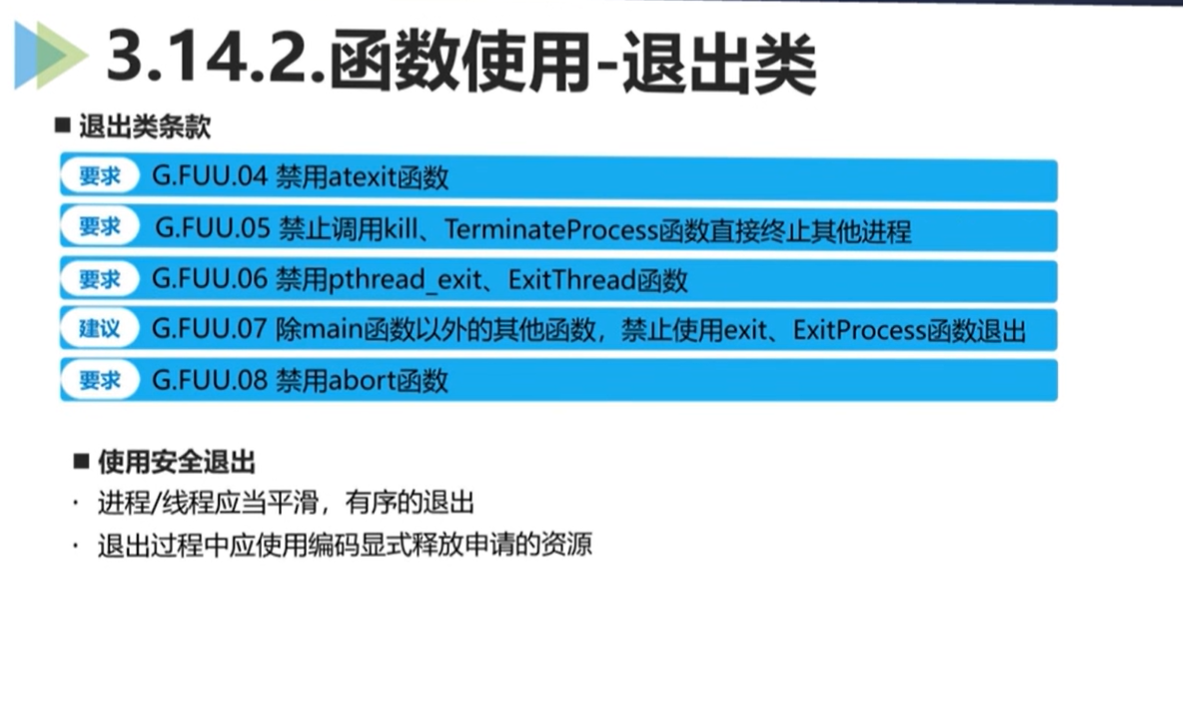 3.14.2.函数使用-退出类
■ 退出类条款
要求 G.FUU.04 禁用atexit函数
要求 G.FUU.05 禁止调用kill、TerminateProcess函数直接终止其他进程
要求 G.FUU.06 禁用pthread_exit、ExitThread函数
建议 G.FUU.07 除main函数以外的其他函数，禁止使用exit、ExitProcess函数退出
要求 G.FUU.08 禁用abort函数
■ 使用安全退出
· 进程/线程应当平滑，有序的退出
· 退出过程中应使用编码显式释放申请的资源